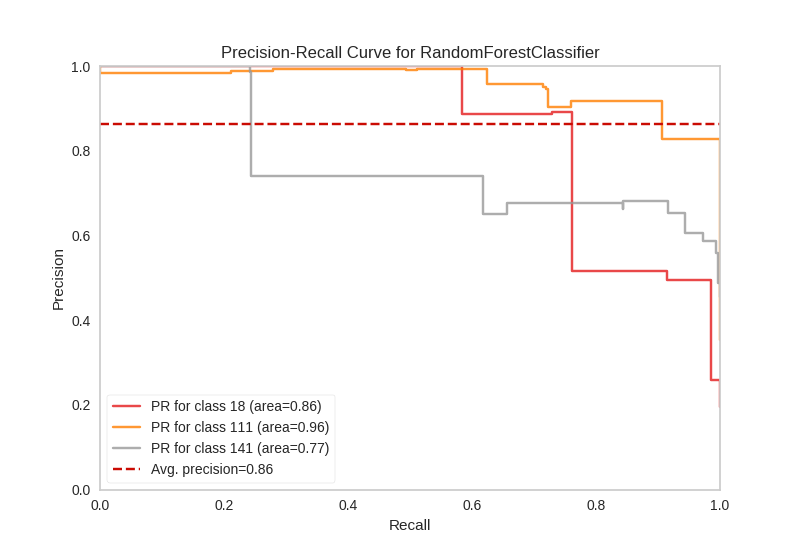 Precision-Recall Curve for RandomForestClassifier
1.0
0.8
0.6
0.4
0.2
0.0
Precision
PR for class 18 (area=0.86)
PR for class 111 (area=0.96)
PR for class 141 (area=0.77)
Avg. precision=0.86
0.0 0.2 0.4 0.6 0.8 1.0
Recall